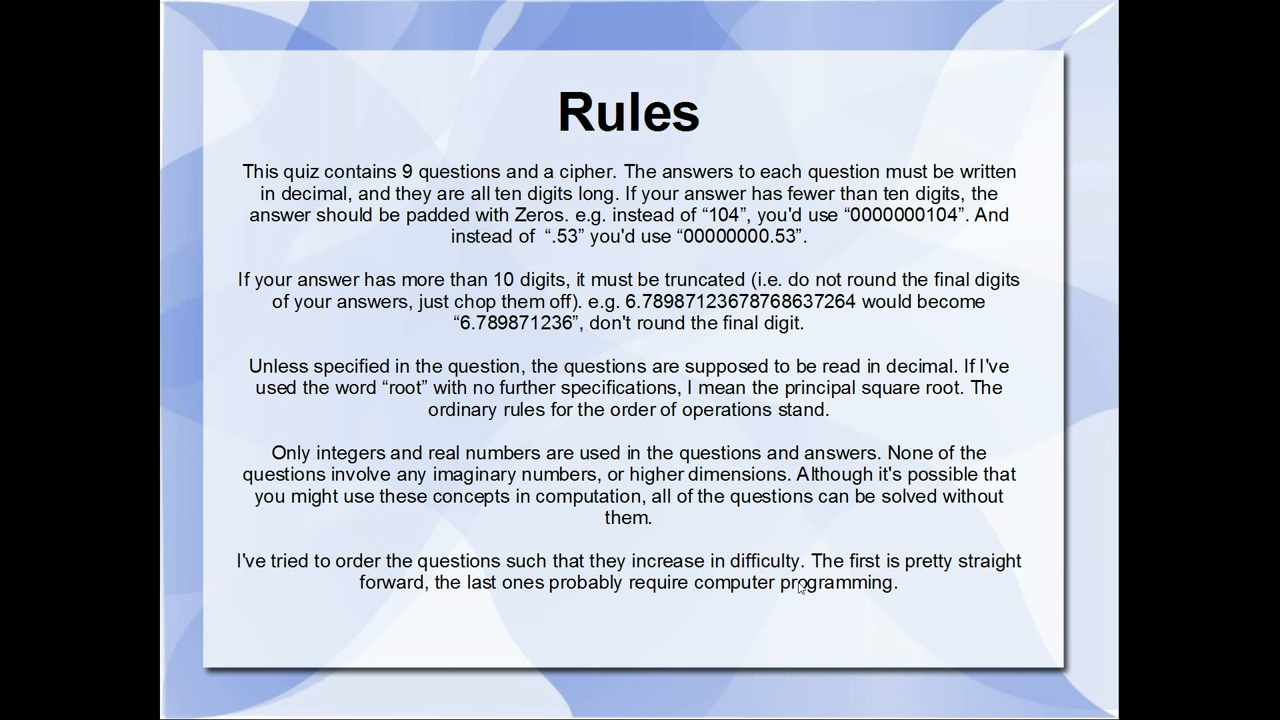 Rules
This quiz contains 9 questions and a cipher. The answers to each question must be written
in decimal, and they are all ten digits long. If your answer has fewer than ten digits, the
answer should be padded with Zeros. e.g. instead of “104”, you'd use “0000000104”. And
instead of “.53” you'd use “00000000.53”.
If your answer has more than 10 digits, it must be truncated (i.e. do not round the final digits
of your answers, just chop them off). e.g. 6.78987123678768637264 would become
“6.789871236”, don't round the final digit.
Unless specified in the question, the questions are supposed to be read in decimal. If I've
used the word “root” with no further specifications, I mean the principal square root. The
ordinary rules for the order of operations stand.
Only integers and real numbers are used in the questions and answers. None of the
questions involve any imaginary numbers, or higher dimensions. Although it's possible that
you might use these concepts in computation, all of the questions can be solved without
them.
I've tried to order the questions such that they increase in difficulty. The first is pretty straight
forward, the last ones probably require computer programming.